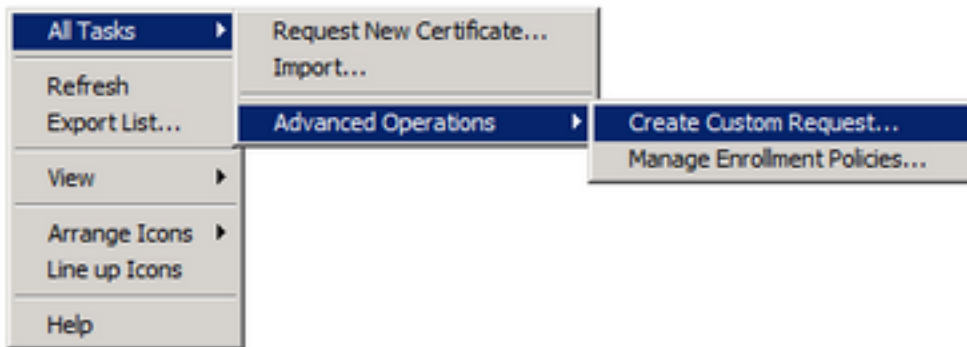 All Tasks
Refresh
Export List...
View
Arrange Icons
Line up Icons
Help
Request New Certificate...
Import...
Advanced Operations
Create Custom Request...
Manage Enrollment Policies...